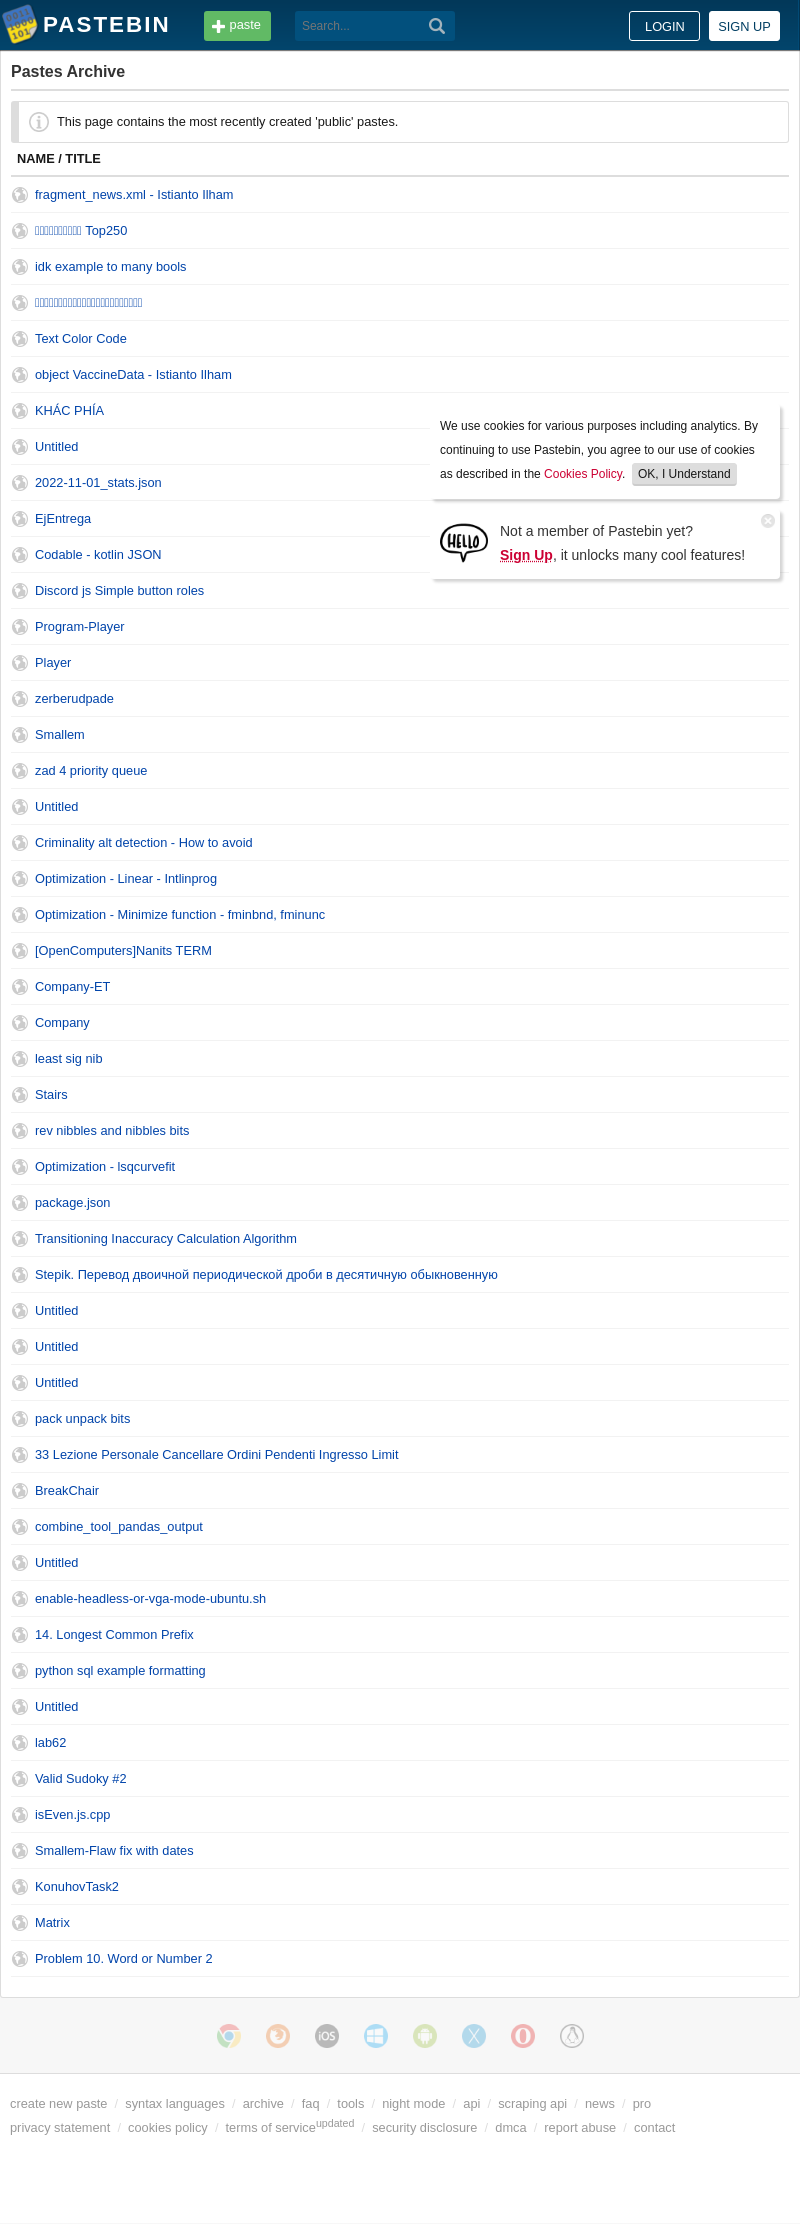 PASTEBIN
paste
Search...
LOGIN
SIGN UP
Pastes Archive
This page contains the most recently created 'public' pastes.
NAME / TITLE
fragment_news.xml - Istianto Ilham
Top250
idk example to many bools
Text Color Code
object VaccineData - Istianto Ilham
KHÁC PHÍA
Untitled
2022-11-01_stats.json
EjEntrega
Codable - kotlin JSON
Discord js Simple button roles
Program-Player
Player
zerberudpade
Smallem
zad 4 priority queue
Untitled
Criminality alt detection - How to avoid
Optimization - Linear - Intlinprog
Optimization - Minimize function - fminbnd, fminunc
[OpenComputers]Nanits TERM
Company-ET
Company
least sig nib
Stairs
rev nibbles and nibbles bits
Optimization - lsqcurvefit
package.json
Transitioning Inaccuracy Calculation Algorithm
Stepik. Перевод двоичной периодической дроби в десятичную обыкновенную
Untitled
Untitled
Untitled
pack unpack bits
33 Lezione Personale Cancellare Ordini Pendenti Ingresso Limit
BreakChair
combine_tool_pandas_output
Untitled
enable-headless-or-vga-mode-ubuntu.sh
14. Longest Common Prefix
python sql example formatting
Untitled
lab62
Valid Sudoky #2
isEven.js.cpp
Smallem-Flaw fix with dates
KonuhovTask2
Matrix
Problem 10. Word or Number 2
We use cookies for various purposes including analytics. By
continuing to use Pastebin, you agree to our use of cookies
as described in the Cookies Policy. OK, I Understand
HELLO
Not a member of Pastebin yet?
Sign Up, it unlocks many cool features!
iOS
create new paste / syntax languages / archive / faq / tools / night mode / api / scraping api / news / pro
privacy statement / cookies policy / terms of service updated / security disclosure / dmca / report abuse / contact